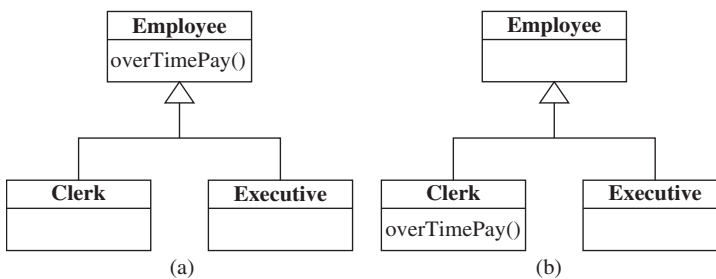 Employee
overTimePay()
Clerk
Executive
(a)
Employee
Clerk
overTimePay()
Executive
(b)